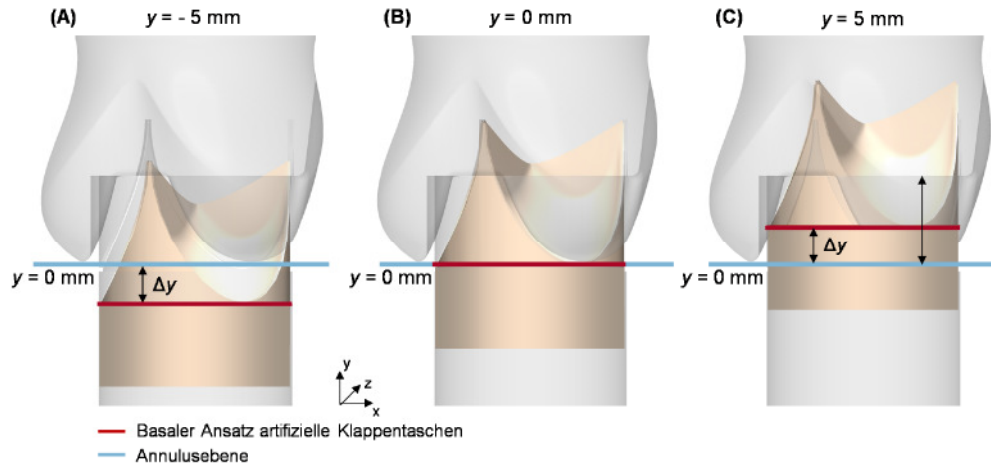 (A) y = - 5 mm
(B) y = 0 mm
(C) y = 5 mm
y = 0 mm
Δy
y = 0 mm
y = 0 mm
Δy
y
z
x
Basaler Ansatz artifizielle Klappentaschen
Annulusebene